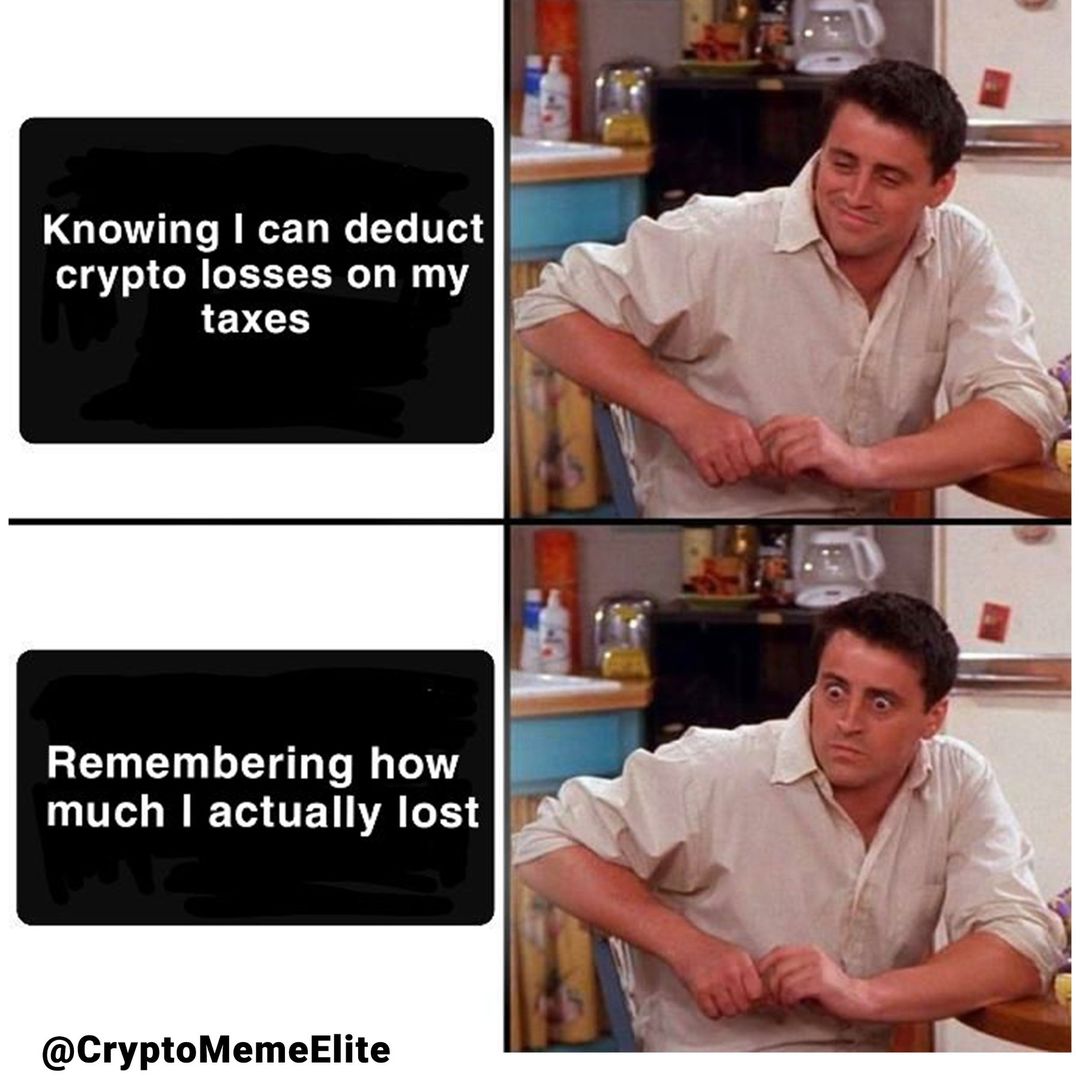 Knowing I can deduct
crypto losses on my
taxes
Remembering how
much I actually lost
@CryptoMemeElite